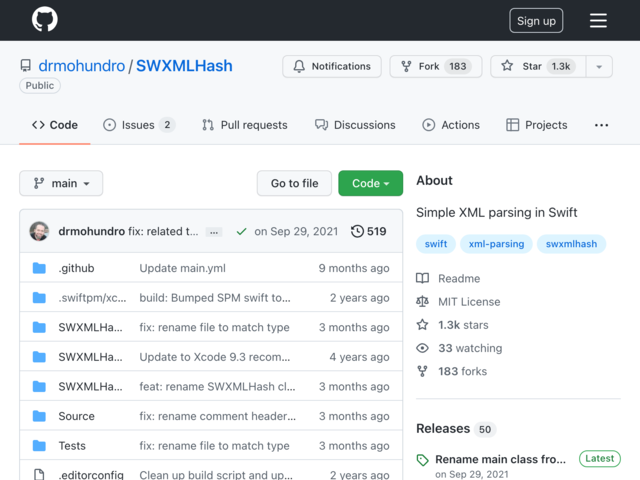 Sign up
drmohundro / SWXMLHash
Public
Notifications
Fork 183
Star 1.3k
Code
Issues 2
Pull requests
Discussions
Actions
Projects
main
Go to file
Code
drmohundro fix: related t... ... on Sep 29, 2021 519
.github Update main.yml 9 months ago
.swiftpm/xc... build: Bumped SPM swift to... 2 years ago
SWXMLHa... fix: rename file to match type 3 months ago
SWXMLHa... Update to Xcode 9.3 recom... 4 years ago
SWXMLHa... feat: rename SWXMLHash cl... 3 months ago
Source fix: rename comment header... 3 months ago
Tests fix: rename file to match type 3 months ago
.editorconfig Clean up build script and up... 2 years ago
About
Simple XML parsing in Swift
swift xml-parsing swxmlhash
Readme
MIT License
1.3k stars
33 watching
183 forks
Releases 50
Rename main class fro... Latest
on Sep 29, 2021